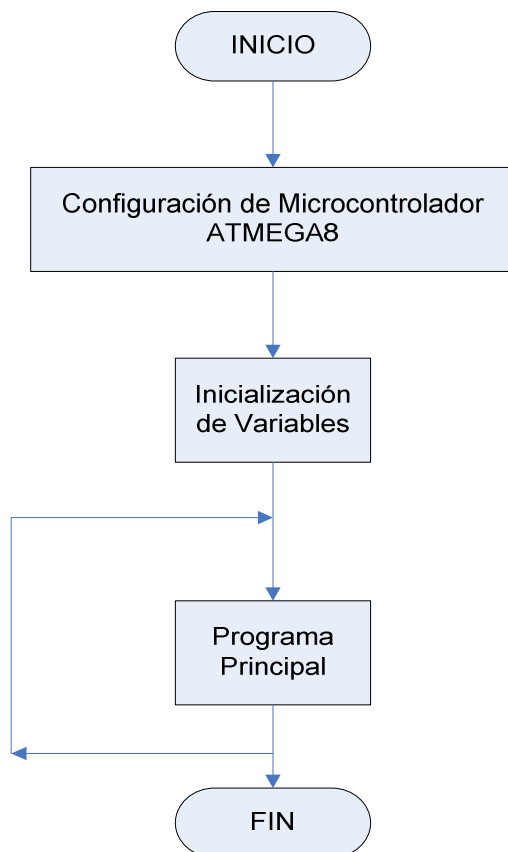 INICIO
Configuración de Microcontrolador
ATMEGA8
Inicialización
de Variables
Programa
Principal
FIN